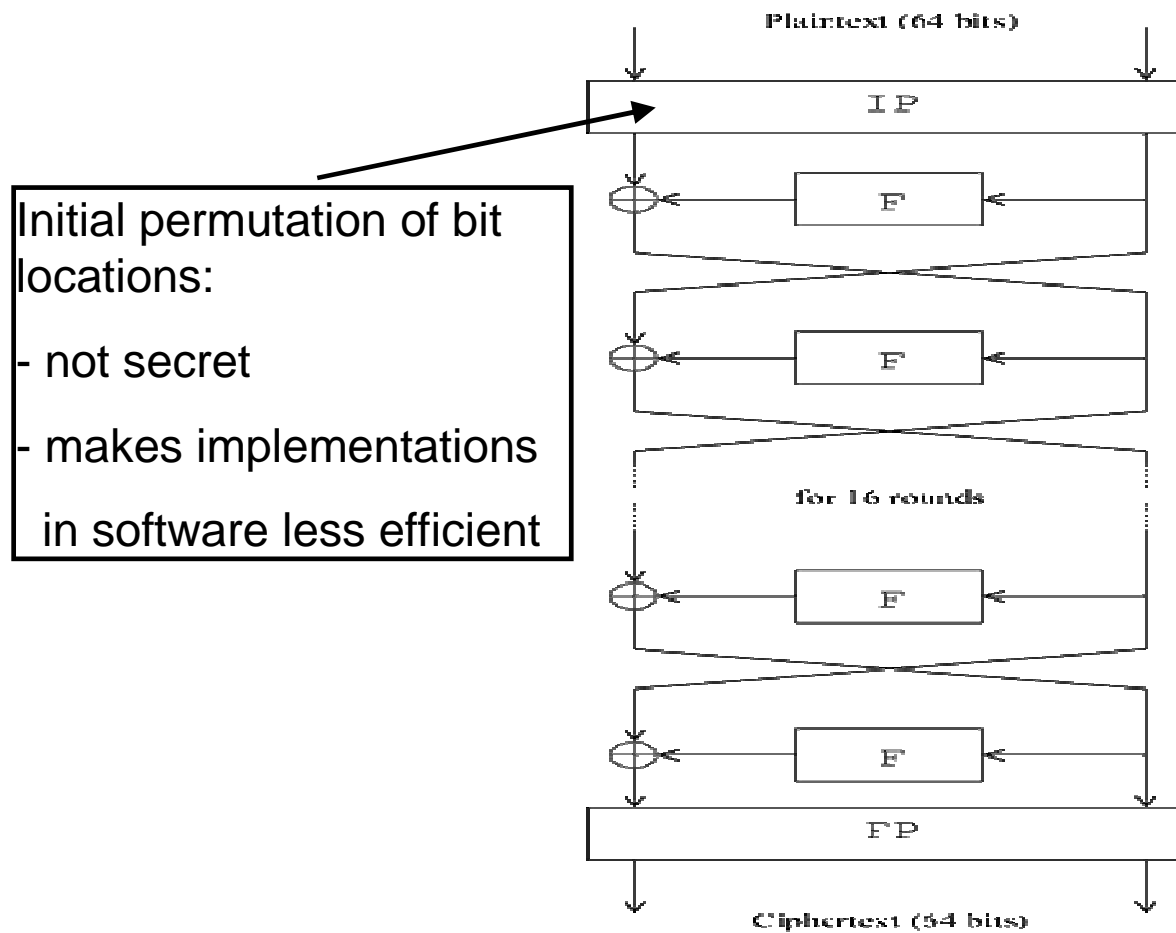 Plaintext (64 bits)
IP
Initial permutation of bit
locations:
- not secret
- makes implementations
in software less efficient
F
F
for 16 rounds
F
F
FP
Ciphertext (64 bits)